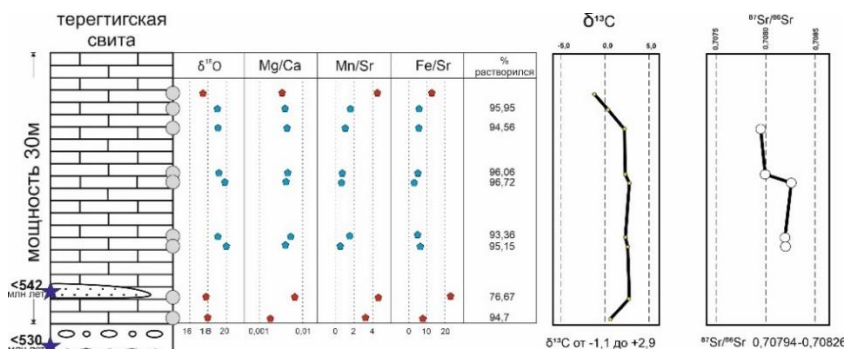 терегтигская
свита
мощность 30м
<542
млн лет
<530
δ¹⁸O
Mg/Ca
Mn/Sr
Fe/Sr
%
растворился
95,95
94,56
96,06
96,72
93,36
95,15
76,67
94,7
16 18 20
0,001 0,01
0 2 4
0 10 20
δ¹³C
-5,0 0,0 5,0
δ¹³C от -1,1 до +2,9
⁸⁷Sr/⁸⁶Sr
0,7075 0,7080 0,7085
⁸⁷Sr/⁸⁶Sr 0,70794-0,70826